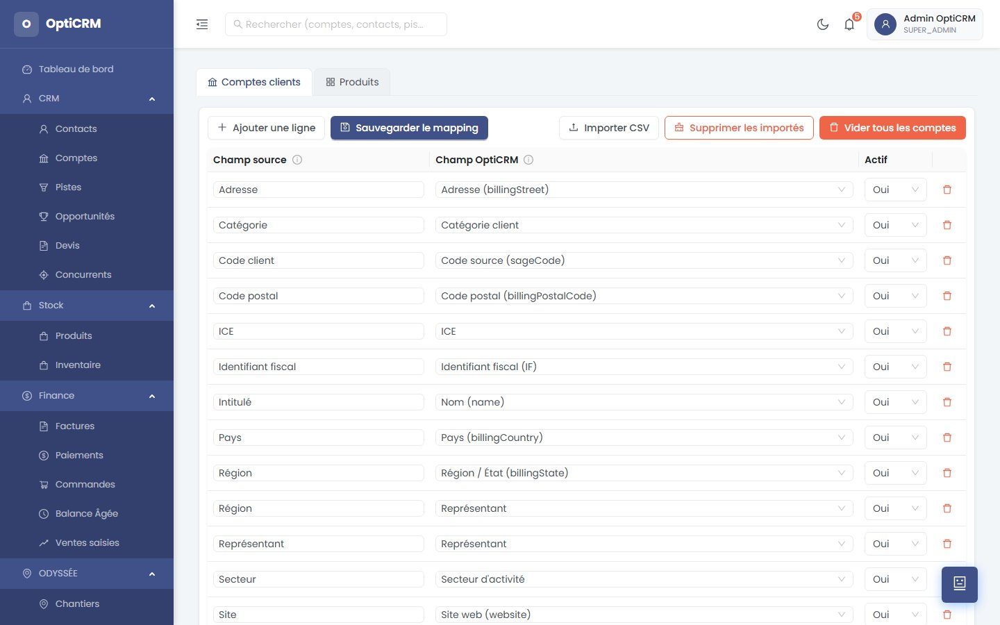 O OptiCRM
Tableau de bord
CRM
Contacts
Comptes
Pistes
Opportunités
Devis
Concurrents
Stock
Produits
Inventaire
Finance
Factures
Paiements
Commandes
Balance Âgée
Ventes saisies
ODYSSÉE
Chantiers
Rechercher (comptes, contacts, pis...
5
Admin OptiCRM
SUPER_ADMIN
Comptes clients
Produits
Ajouter une ligne
Sauvegarder le mapping
Importer CSV
Supprimer les importés
Vider tous les comptes
Champ source Champ OptiCRM Actif
Adresse Adresse (billingStreet) Oui
Catégorie Catégorie client Oui
Code client Code source (sageCode) Oui
Code postal Code postal (billingPostalCode) Oui
ICE ICE Oui
Identifiant fiscal Identifiant fiscal (IF) Oui
Intitulé Nom (name) Oui
Pays Pays (billingCountry) Oui
Région Région / État (billingState) Oui
Région Représentant Oui
Représentant Représentant Oui
Secteur Secteur d'activité Oui
Site Site web (website) Oui